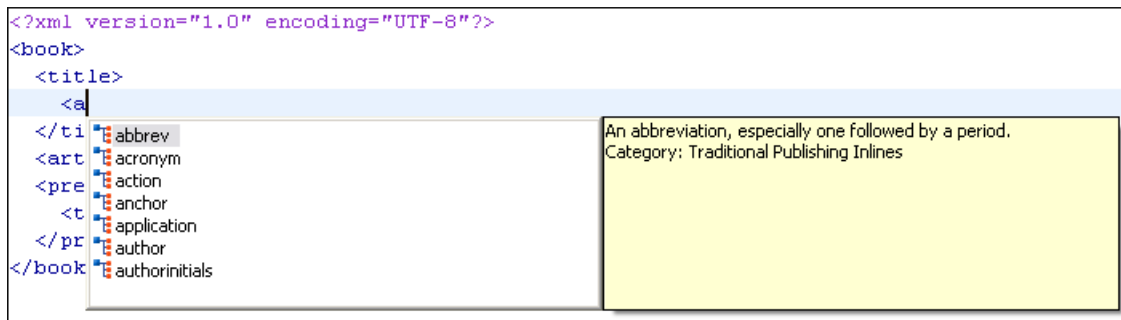 <?xml version="1.0" encoding="UTF-8"?>
<book>
<title>
<a
</ti
<art
<pre
<t
</pr
</book
abbrev
acronym
action
anchor
application
author
authorinitials
An abbreviation, especially one followed by a period.
Category: Traditional Publishing Inlines